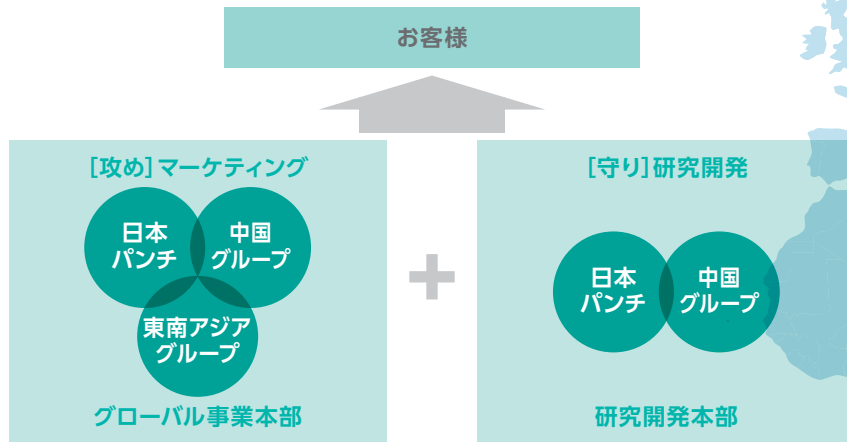 お客様
[攻め]マーケティング
日本
パンチ
中国
グループ
東南アジア
グループ
グローバル事業本部
+
[守り]研究開発
日本
パンチ
中国
グループ
研究開発本部